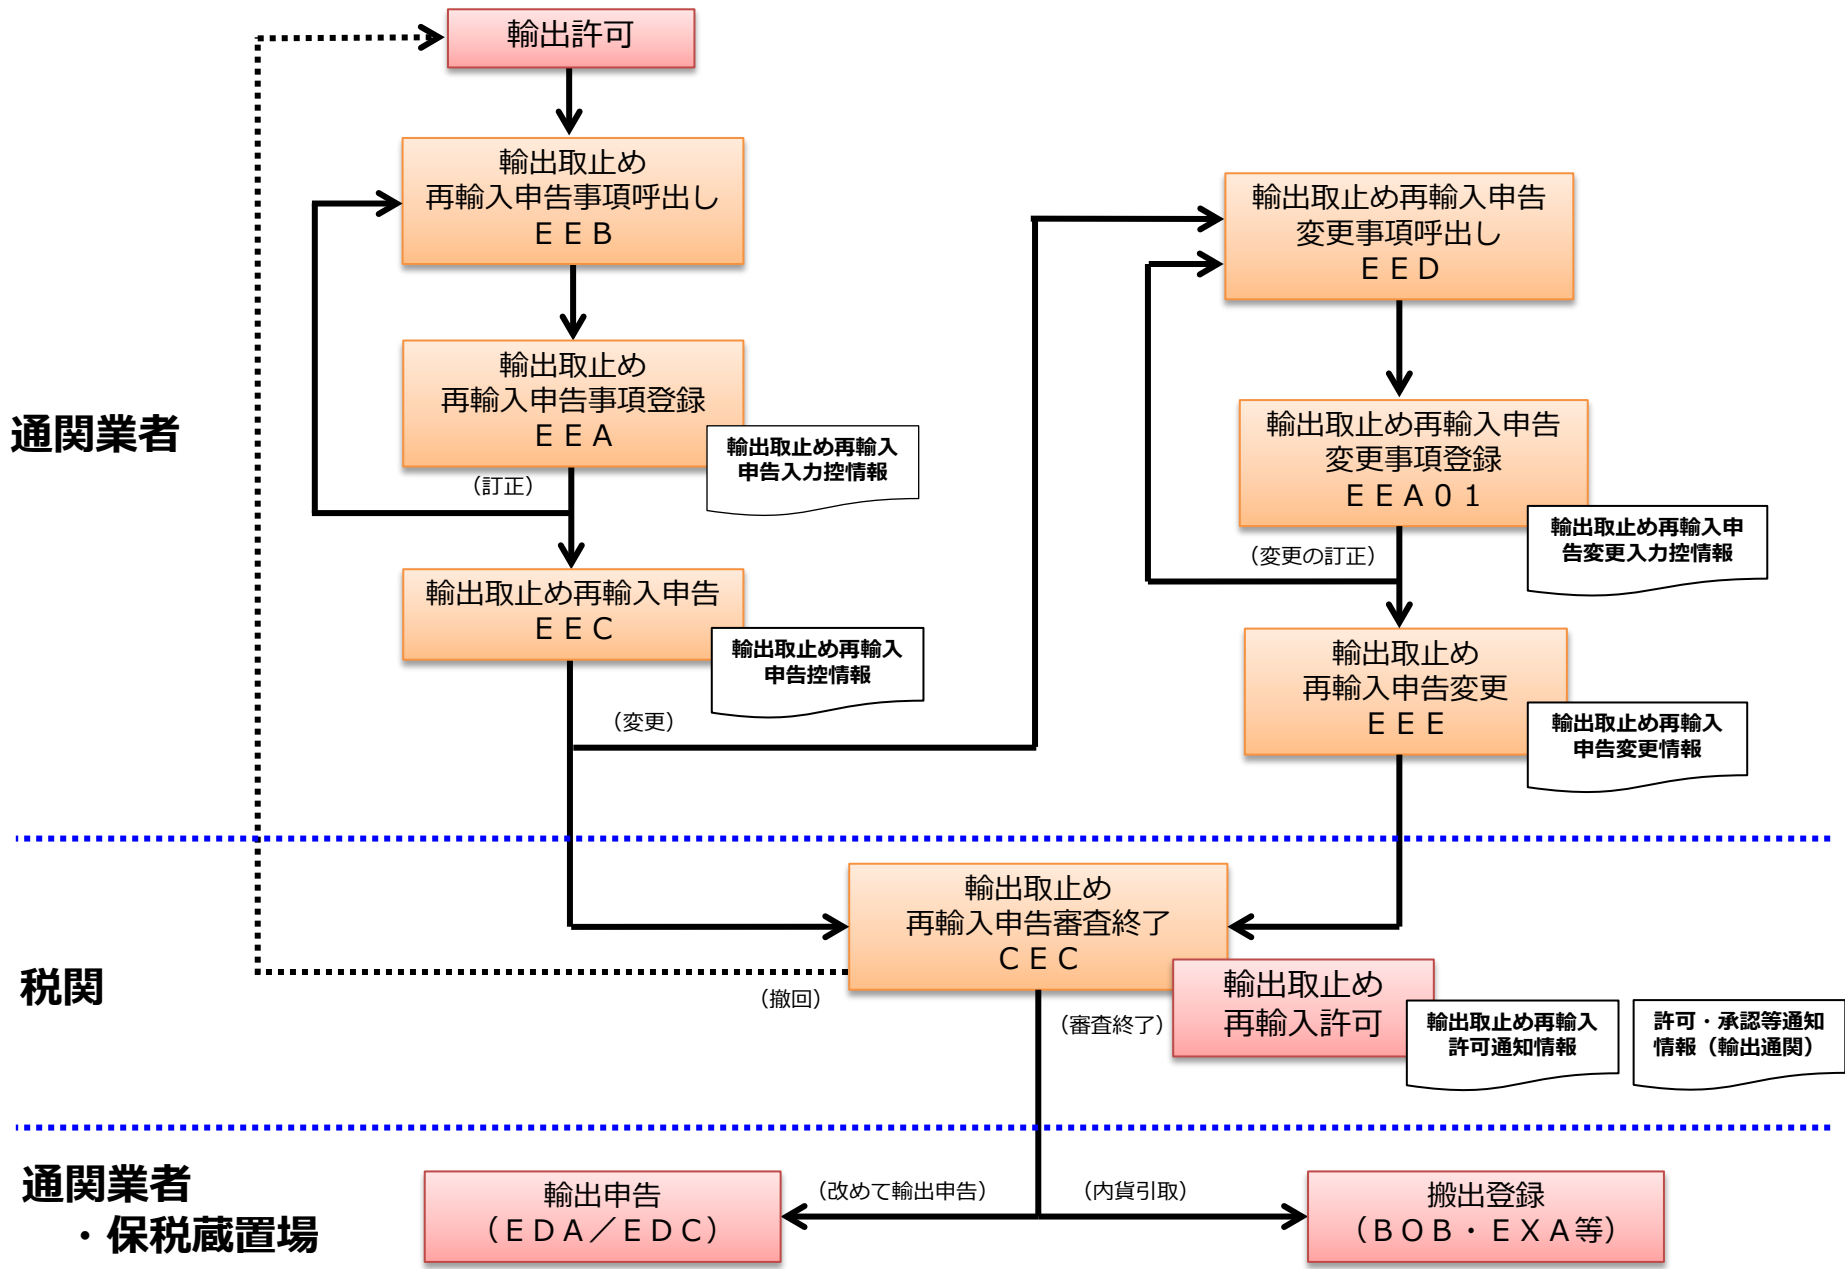 輸出許可
輸出取止め
再輸入申告事項呼出し
ＥＥＢ
輸出取止め再輸入申告
変更事項呼出し
ＥＥＤ
輸出取止め
再輸入申告事項登録
ＥＥＡ
輸出取止め再輸入
申告入力控情報
（訂正）
通関業者
輸出取止め再輸入申告
変更事項登録
ＥＥＡ０１
輸出取止め再輸入申
告変更入力控情報
（変更の訂正）
輸出取止め再輸入申告
ＥＥＣ
輸出取止め再輸入
申告控情報
（変更）
輸出取止め
再輸入申告変更
ＥＥＥ
輸出取止め再輸入
申告変更情報
輸出取止め
再輸入申告審査終了
ＣＥＣ
税関
（撤回）
（審査終了）
輸出取止め
再輸入許可
輸出取止め再輸入
許可通知情報
許可・承認等通知
情報（輸出通関）
通関業者
・保税蔵置場
輸出申告
（ＥＤＡ／ＥＤＣ）
（改めて輸出申告）
（内貨引取）
搬出登録
（ＢＯＢ・ＥＸＡ等）